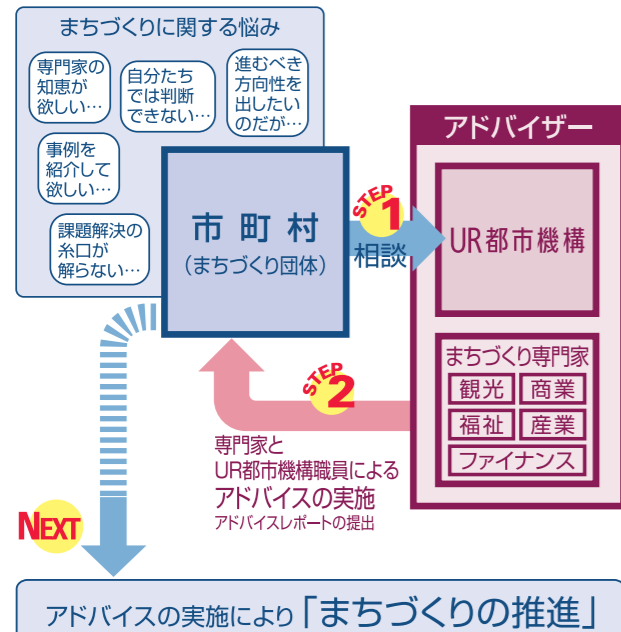 まちづくりに関する悩み
専門家の
知恵が
欲しい…
自分たち
では判断
できない…
進むべき
方向性を
出したい
のだが…
事例を
紹介して
欲しい…
課題解決の
糸口が
解らない…
市町村
(まちづくり団体)
STEP
1
相談
アドバイザー
UR都市機構
まちづくり専門家
観光
商業
福祉
産業
ファイナンス
STEP
2
専門家と
UR都市機構職員による
アドバイスの実施
アドバイスレポートの提出
NEXT
アドバイスの実施により「まちづくりの推進」